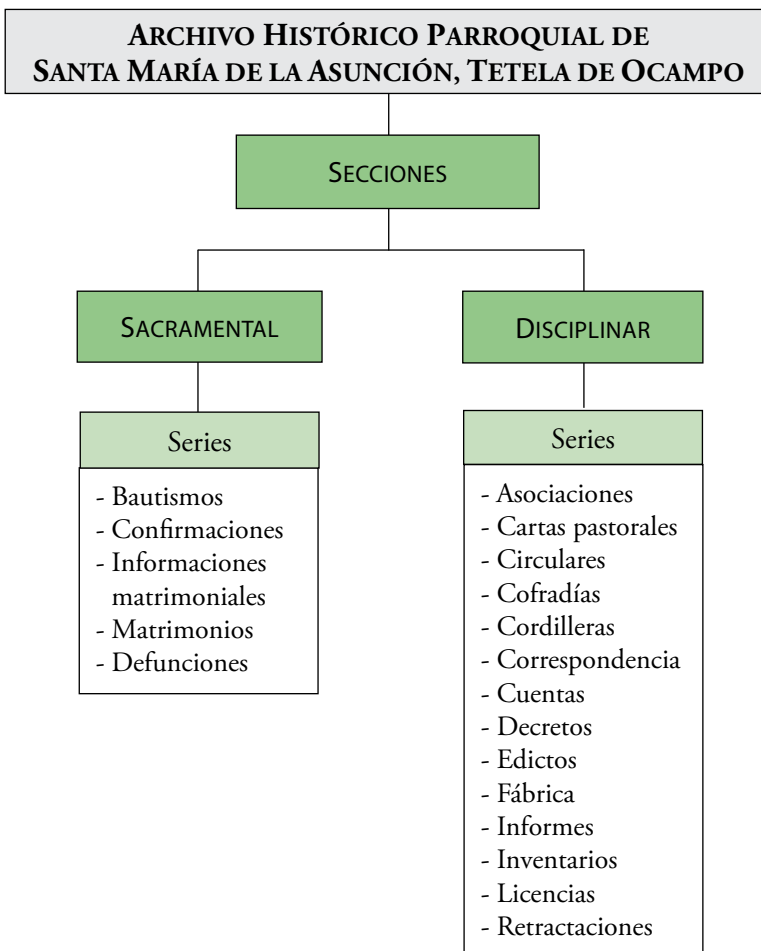 ARCHIVO HISTÓRICO PARROQUIAL DE
SANTA MARÍA DE LA ASUNCIÓN, TETELA DE OCAMPO
SECCIONES
SACRAMENTAL
Series
- Bautismos
- Confirmaciones
- Informaciones
matrimoniales
- Matrimonios
- Defunciones
DISCIPLINAR
Series
- Asociaciones
- Cartas pastorales
- Circulares
- Cofradías
- Cordilleras
- Correspondencia
- Cuentas
- Decretos
- Edictos
- Fábrica
- Informes
- Inventarios
- Licencias
- Retractaciones